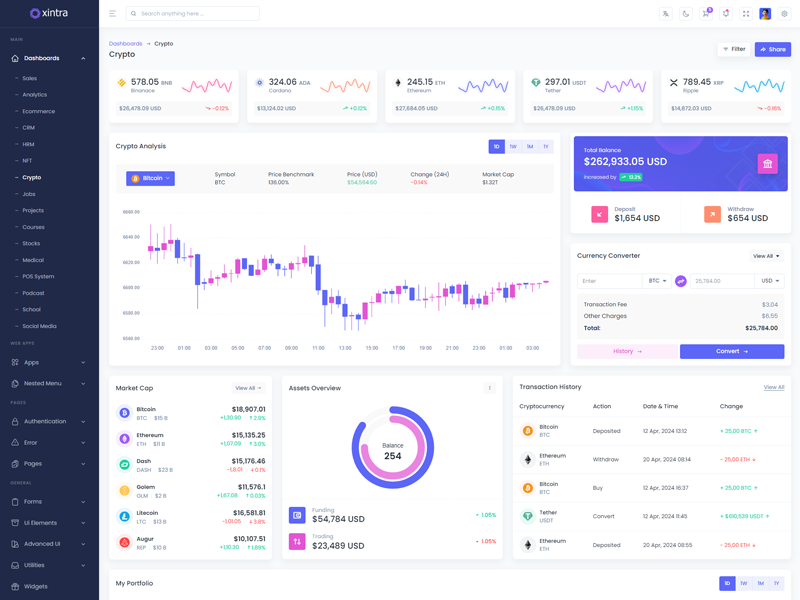 xintra
Search anything here ...
5
MAIN
Dashboards
Sales
Analytics
Ecommerce
CRM
HRM
NFT
Crypto
Jobs
Projects
Courses
Stocks
Medical
POS System
Podcast
School
Social Media
WEB APPS
Apps
Nested Menu
PAGES
Authentication
Error
Pages
GENERAL
Forms
Ui Elements
Advanced UI
Utilities
Widgets
Dashboards → Crypto
Crypto
Filter
Share
578.05 BNB
Binanace
$26,478.09 USD
-0.12%
324.06 ADA
Cardano
$13,124.02 USD
+0.12%
245.15 ETH
Ethereum
$27,684.05 USD
+0.15%
297.01 USDT
Tether
$26,478.09 USD
+1.15%
789.45 XRP
Ripple
$14,872.03 USD
-0.16%
Crypto Analysis
1D 1W 1M 1Y
Bitcoin
Symbol
BTC
Price Benchmark
136.00%
Price (USD)
$54,564.60
Change (24H)
-0.14%
Market Cap
$1.32T
6660.00
6640.00
6620.00
6600.00
6580.00
6560.00
23:00 01:00 03:00 05:00 07:00 09:00 11:00 13:00 15:00 17:00 19:00 21:00 23:00 01:00 03:00
Total Balance
$262,933.05 USD
Increased by 12.2%
Deposit
$1,654 USD
Withdraw
$654 USD
Currency Converter
View All
Enter
BTC
25,784.00
USD
Transaction Fee $3.04
Other Charges $6.55
Total: $25,784.00
History →
Convert →
Market Cap
View All
Bitcoin $18,907.01
BTC $15 B +1,30.90 ↑ 2.9%
Ethereum $15,135.25
ETH $11 B +1,07.09 ↑ 3.0%
Dash $15,176.46
DASH $23 B -1,8.01 ↓ 0.1%
Golem $11,576.1
GLM $2 B +1,67.08 ↑ 0.03%
Litecoin $16,581.81
LTC $13 B -1,01.05 ↓ 3.8%
Augur $10,107.51
REP $10 B +1,10.30 ↑ 1.89%
Assets Overview
Balance
254
Funding
$54,784 USD
- 1.05%
Trading
$23,489 USD
- 1.05%
Transaction History
View All
Cryptocurrency Action Date & Time Change
Bitcoin
BTC
Deposited 12 Apr, 2024 13:12 + 25,00 BTC ↑
Ethereum
ETH
Withdraw 20 Apr, 2024 08:14 - 25,00 ETH ↓
Bitcoin
BTC
Buy 12 Apr, 2024 16:37 + 25,00 BTC ↑
Tether
USDT
Convert 12 Apr, 2024 11:45 + $610,539 USDT ↑
Ethereum
ETH
Deposited 20 Apr, 2024 08:55 - 25,00 ETH ↓
My Portfolio
1D 1W 1M 1Y